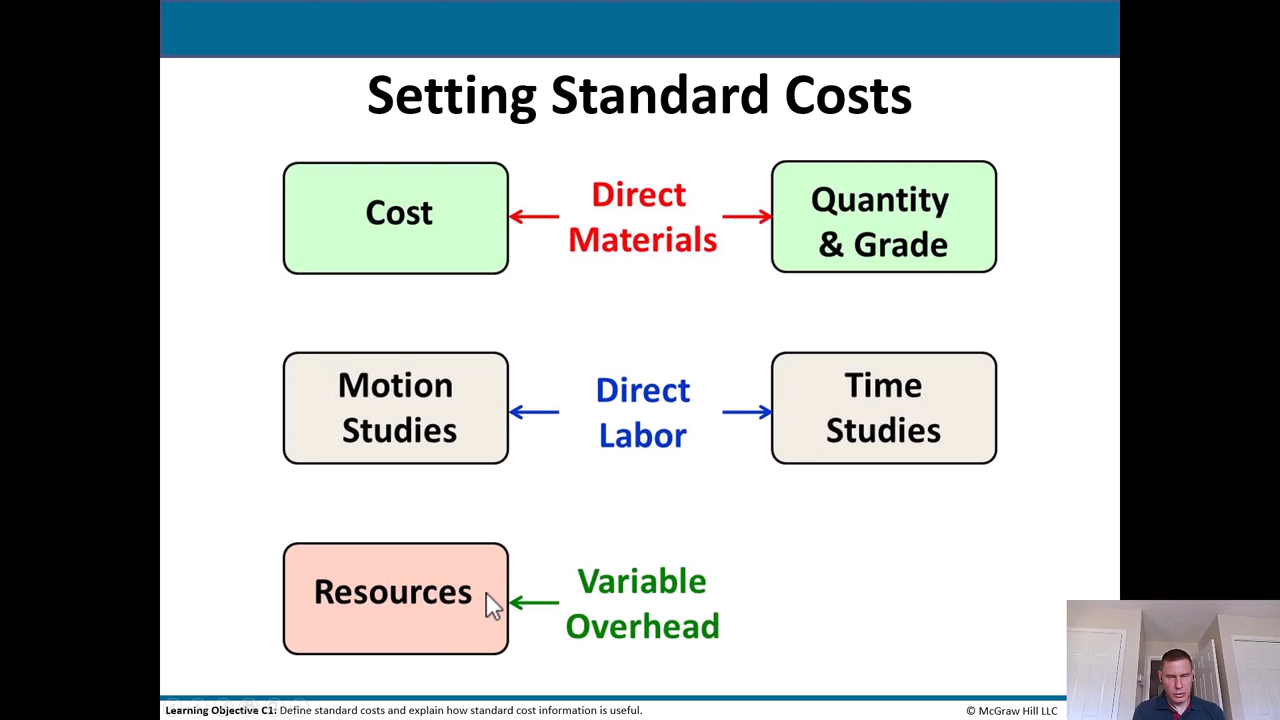 Setting Standard Costs
Cost
Direct
Materials
Quantity
& Grade
Motion
Studies
Direct
Labor
Time
Studies
Resources
Variable
Overhead
Learning Objective C1: Define standard costs and explain how standard cost information is useful.
© McGraw Hill LLC